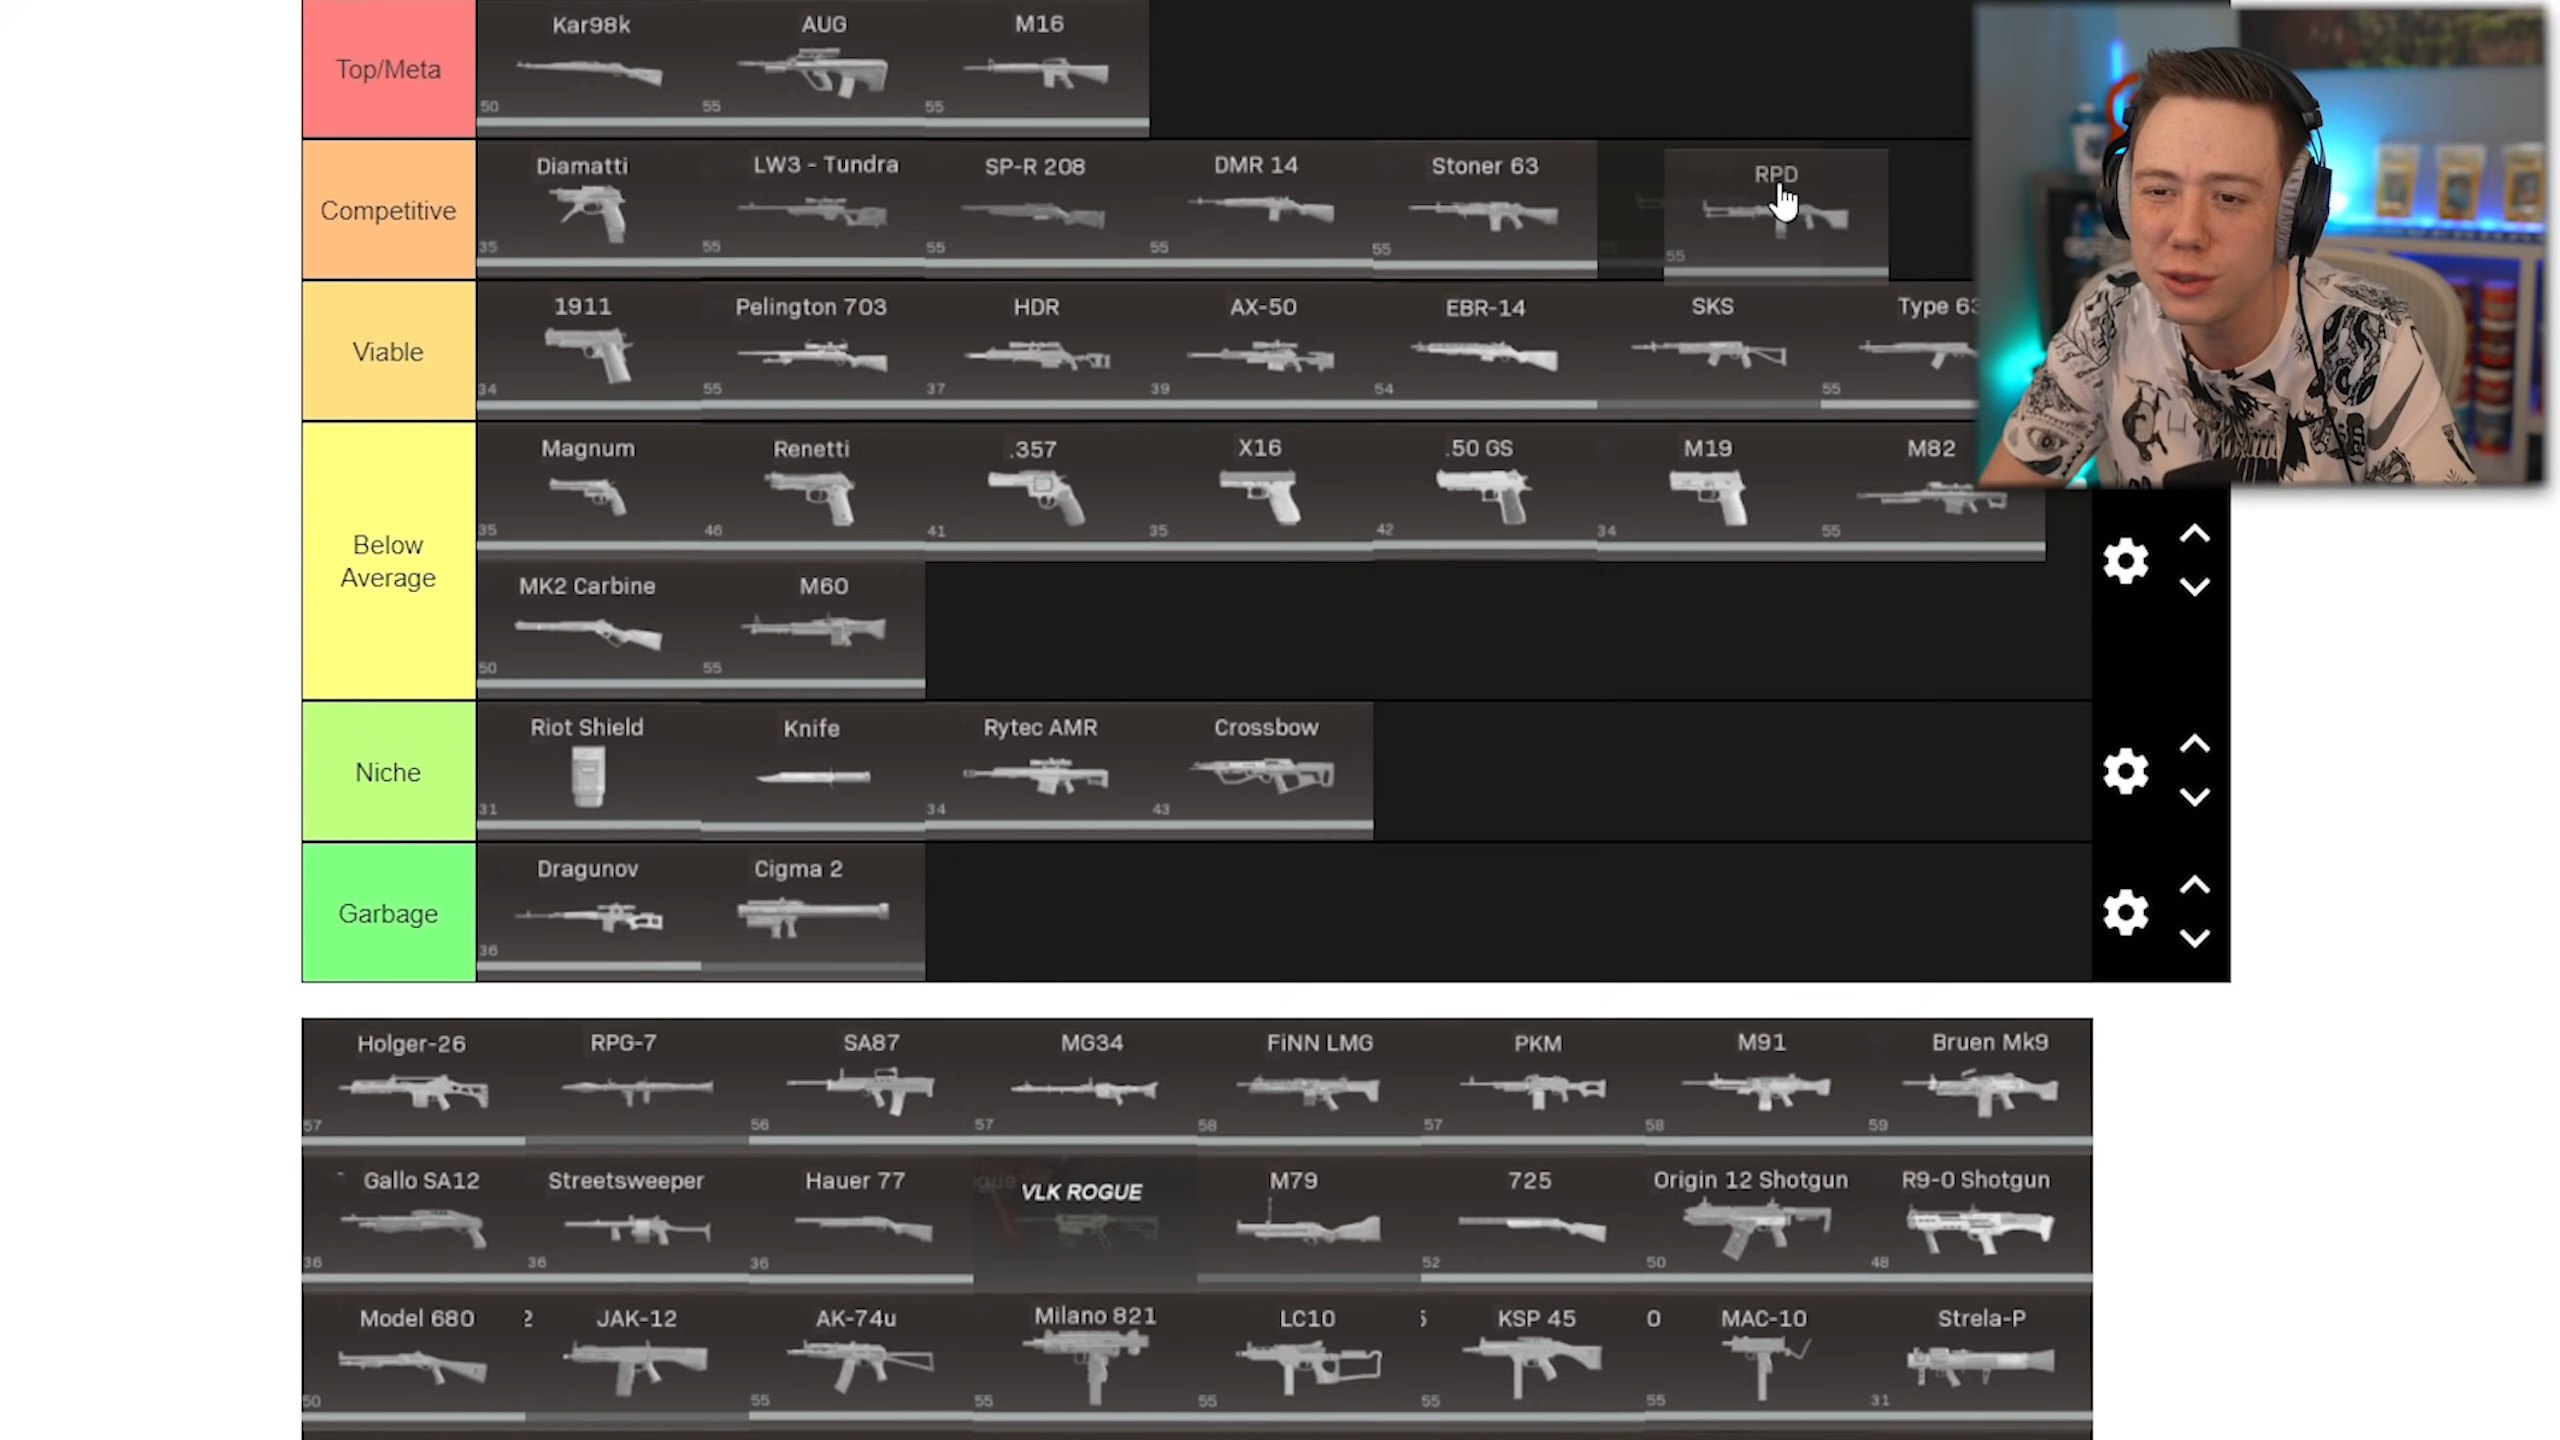 Top/Meta
Kar98k AUG M16
50 55 55
Competitive
Diamatti LW3 - Tundra SP-R 208 DMR 14 Stoner 63 RPD
35 55 55 55 55 55 55
Viable
1911 Pelington 703 HDR AX-50 EBR-14 SKS Type 63
34 55 37 39 54 55
Below
Average
Magnum Renetti .357 X16 .50 GS M19 M82
35 46 41 35 42 34 55
MK2 Carbine M60
50 55
Niche
Riot Shield Knife Rytec AMR Crossbow
31 34 43
Garbage
Dragunov Cigma 2
36
Holger-26 RPG-7 SA87 MG34 FiNN LMG PKM M91 Bruen Mk9
57 56 57 58 57 58 59
Gallo SA12 Streetsweeper Hauer 77 VLK ROGUE M79 725 Origin 12 Shotgun R9-0 Shotgun
36 36 36 52 50 48
Model 680 2 JAK-12 AK-74u Milano 821 LC10 5 KSP 45 0 MAC-10 Strela-P
50 55 55 55 55 55 31